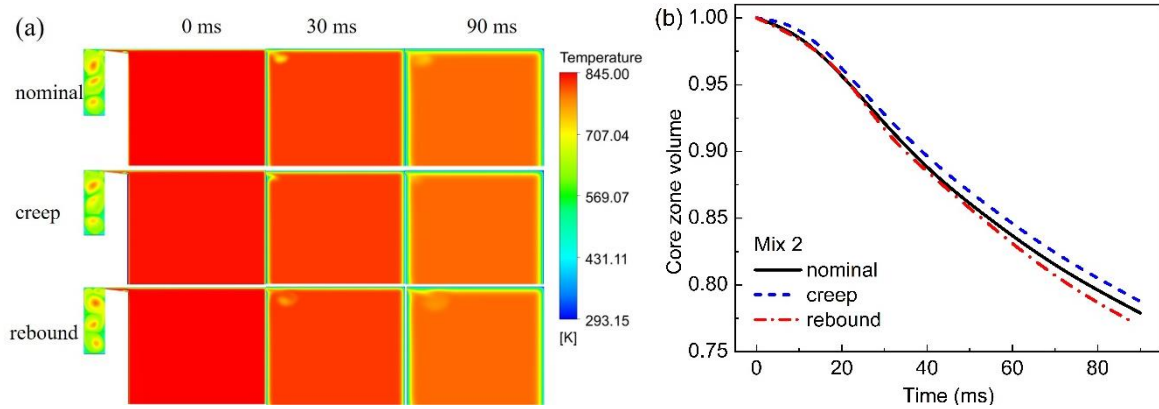 (a)
0 ms 30 ms 90 ms
nominal
creep
rebound
Temperature
845.00
707.04
569.07
431.11
293.15
[K]
(b)
1.00
0.95
0.90
0.85
0.80
0.75
Core zone volume
Mix 2
nominal
creep
rebound
0 20 40 60 80
Time (ms)